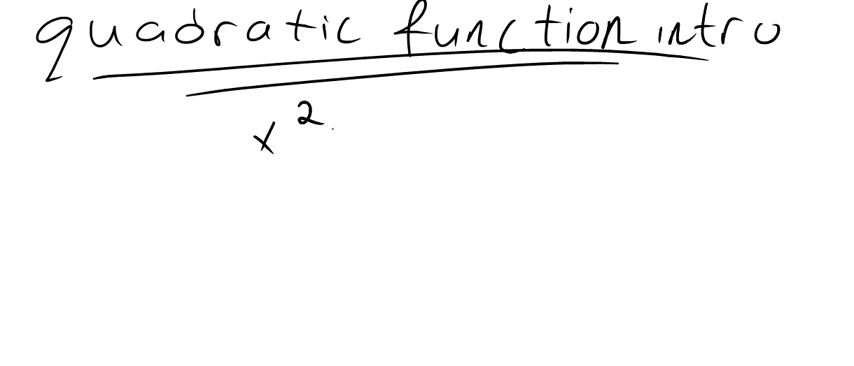 quadratic function intro
x²